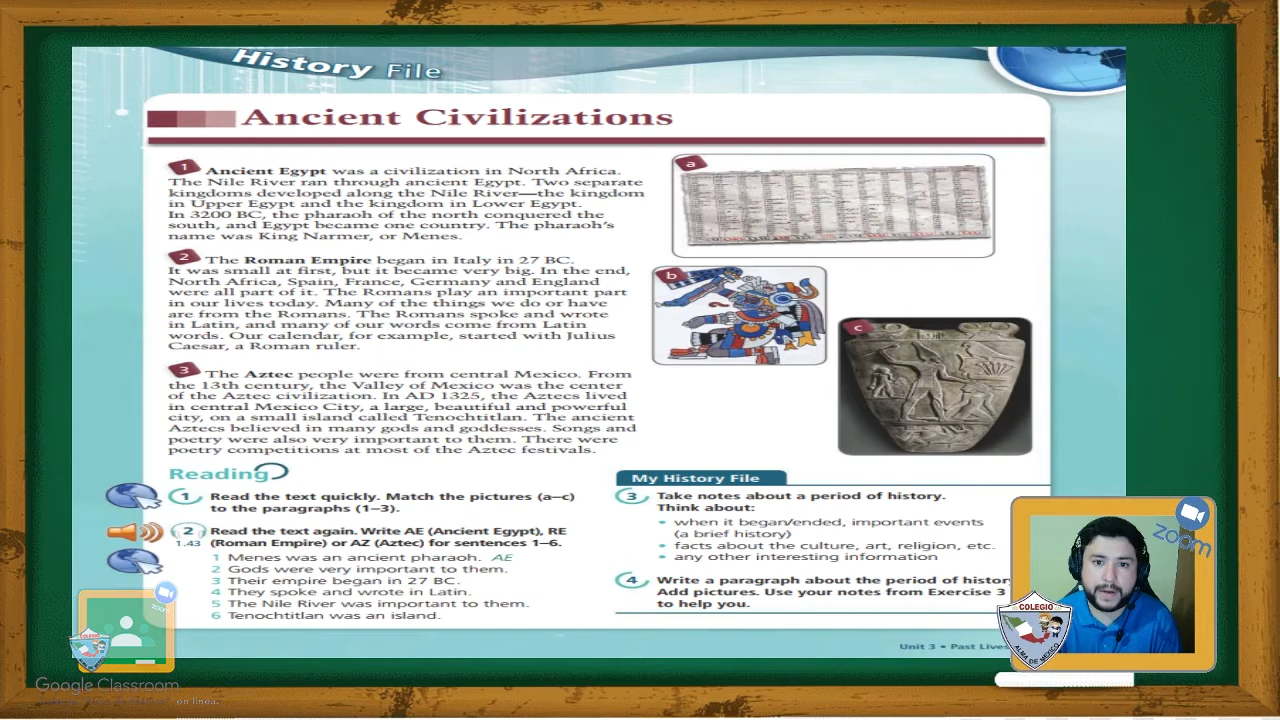 History File
Ancient Civilizations
1 Ancient Egypt was a civilization in North Africa.
The Nile River ran through ancient Egypt. Two separate
kingdoms developed along the Nile River—the kingdom
in Upper Egypt and the kingdom in Lower Egypt.
In 3200 BC, the pharaoh of the north conquered the
south, and Egypt became one country. The pharaoh's
name was King Narmer, or Menes.
2 The Roman Empire began in Italy in 27 BC.
It was small at first, but it became very big. In the end,
North Africa, Spain, France, Germany and England
were all part of it. The Romans play an important part
in our lives today. Many of the things we do or have
are from the Romans. The Romans spoke and wrote
in Latin, and many of our words come from Latin
words. Our calendar, for example, started with Julius
Caesar, a Roman ruler.
3 The Aztec people were from central Mexico. From
the 13th century, the Valley of Mexico was the center
of the Aztec civilization. In AD 1325, the Aztecs lived
in central Mexico City, a large, beautiful and powerful
city, on a small island called Tenochtitlan. The ancient
Aztecs believed in many gods and goddesses. Songs and
poetry were also very important to them. There were
poetry competitions at most of the Aztec festivals.
a
b
c
Reading
1 Read the text quickly. Match the pictures (a–c)
to the paragraphs (1–3).
2 Read the text again. Write AE (Ancient Egypt), RE
1.43 (Roman Empire) or AZ (Aztec) for sentences 1–6.
1 Menes was an ancient pharaoh. AE
2 Gods were very important to them.
3 Their empire began in 27 BC.
4 They spoke and wrote in Latin.
5 The Nile River was important to them.
6 Tenochtitlan was an island.
My History File
3 Take notes about a period of history.
Think about:
• when it began/ended, important events
(a brief history)
• facts about the culture, art, religion, etc.
• any other interesting information
4 Write a paragraph about the period of histor
Add pictures. Use your notes from Exercise 3
to help you.
Unit 3 • Past Lives
zoom
COLEGIO
ALMA DE MEXICO
zoom
COLEGIO
Google Classroom
on linea.